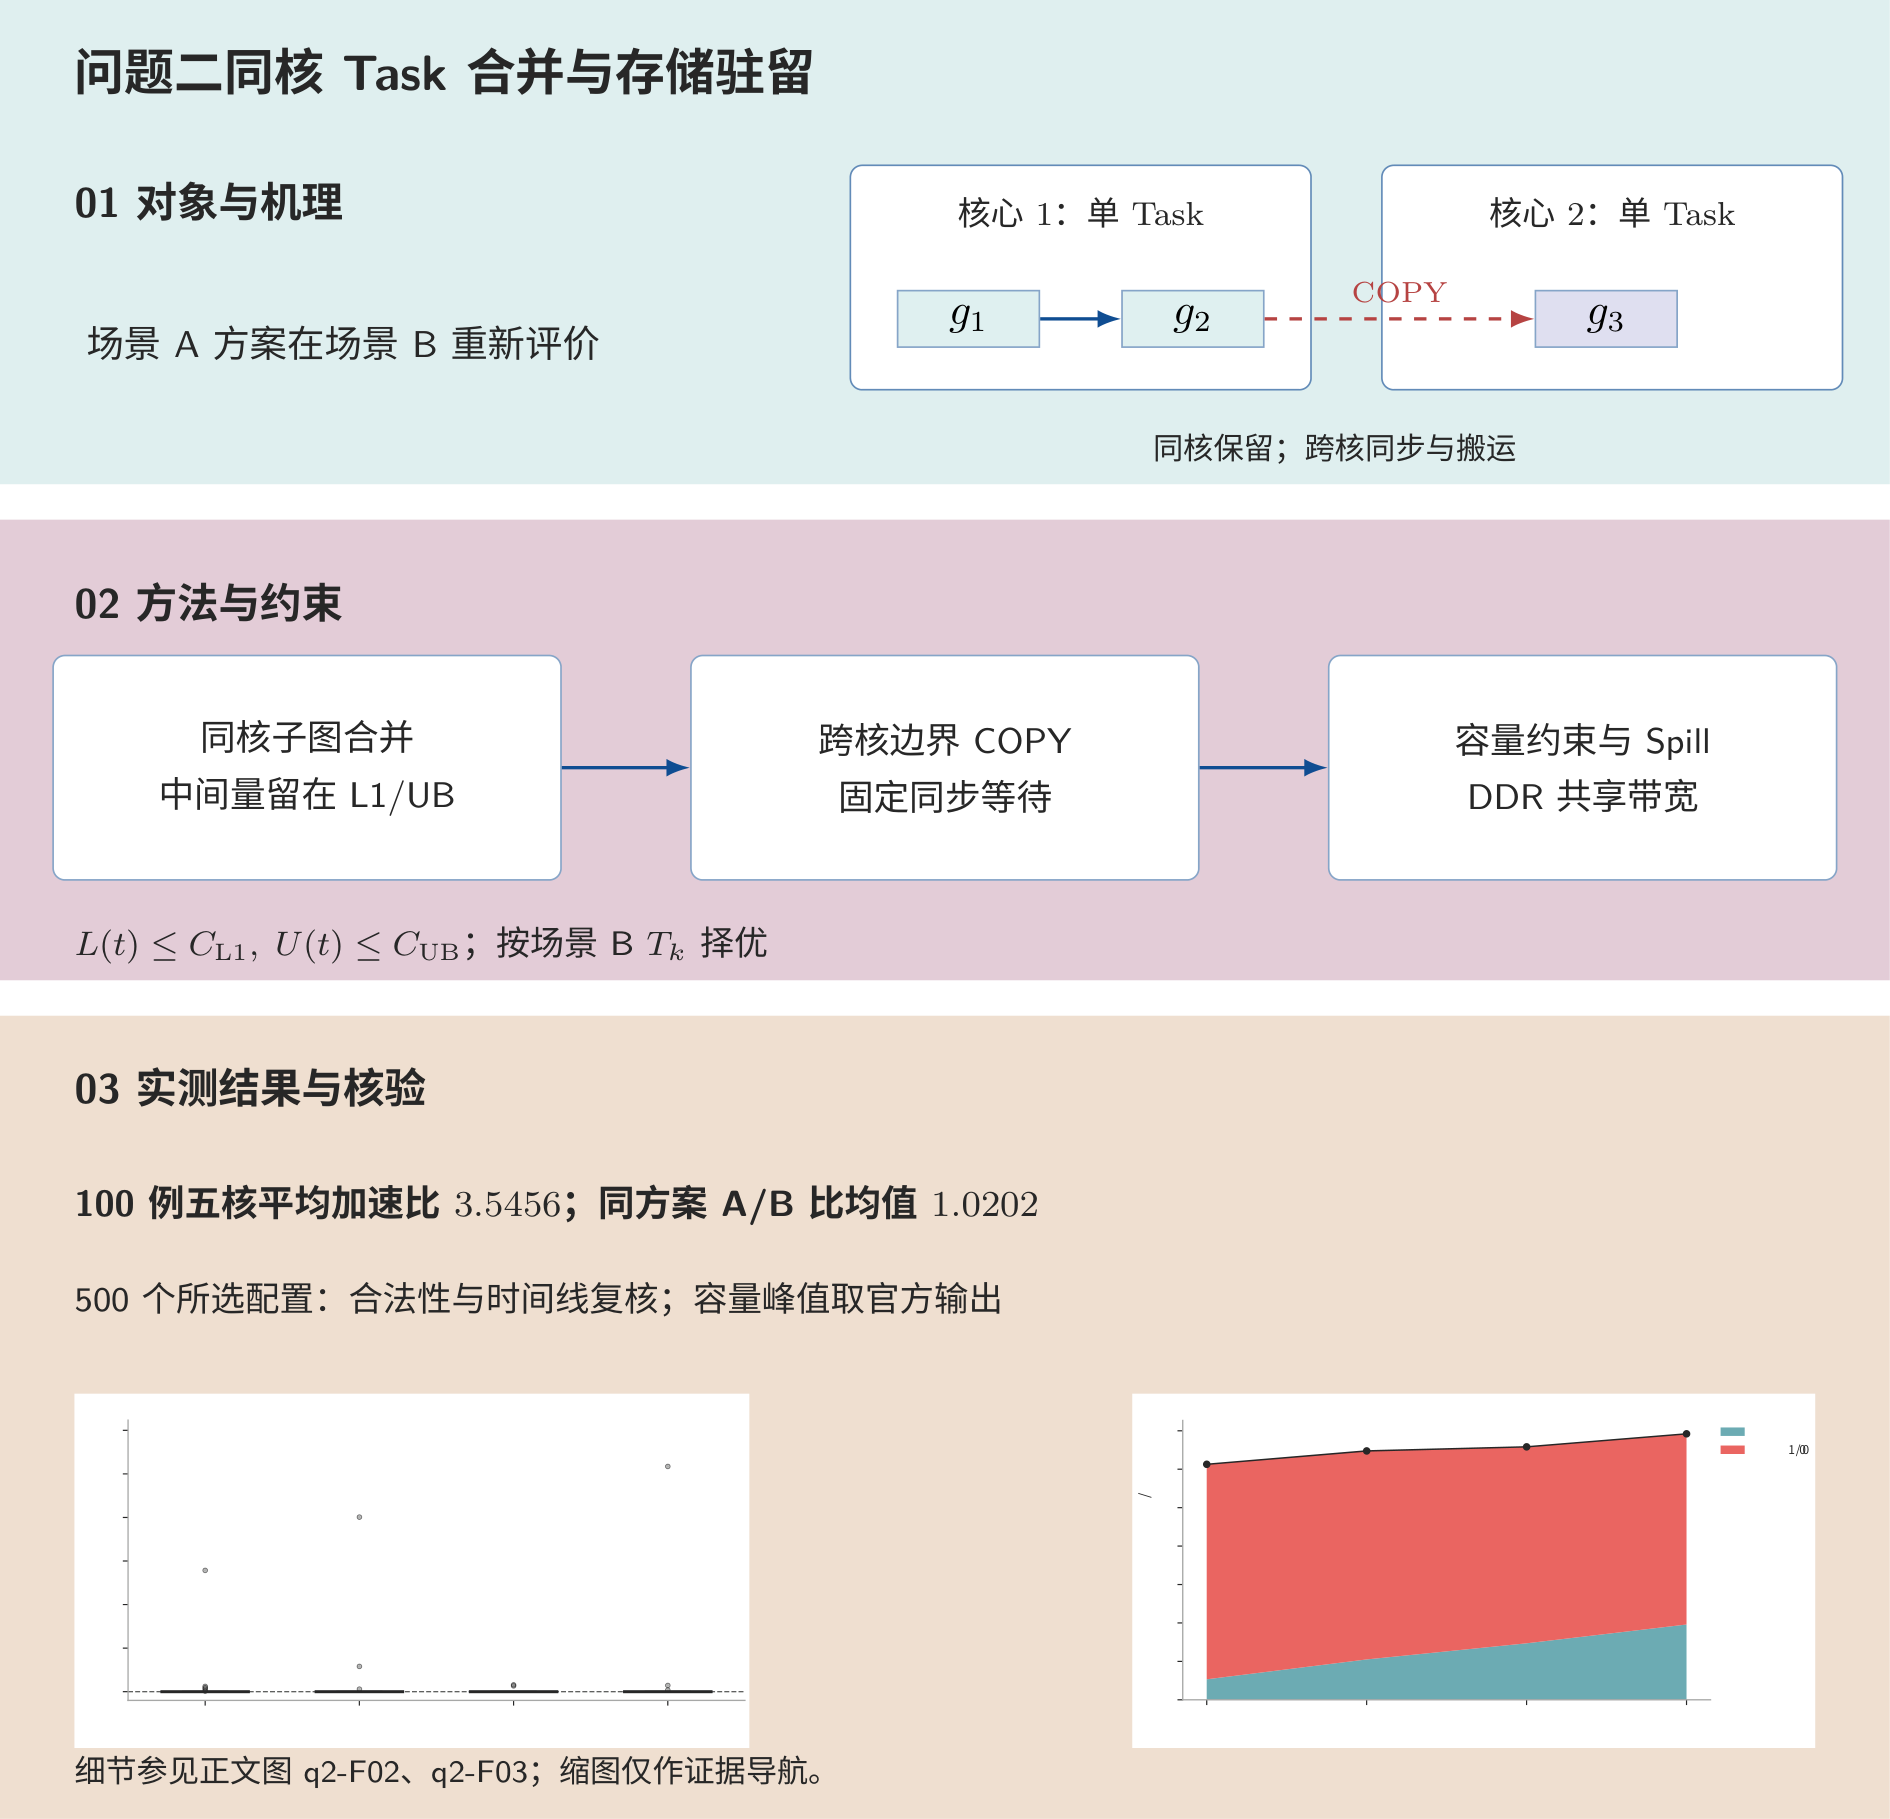 问题二同核 Task 合并与存储驻留
01 对象与机理
场景 A 方案在场景 B 重新评价
核心 1：单 Task
核心 2：单 Task
g₁
g₂
COPY
g₃
同核保留；跨核同步与搬运
02 方法与约束
同核子图合并
中间量留在 L1/UB
跨核边界 COPY
固定同步等待
容量约束与 Spill
DDR 共享带宽
L(t) ≤ C_L1, U(t) ≤ C_UB；按场景 B T_k 择优
03 实测结果与核验
100 例五核平均加速比 3.5456；同方案 A/B 比均值 1.0202
500 个所选配置：合法性与时间线复核；容量峰值取官方输出
/
细节参见正文图 q2-F02、q2-F03；缩图仅作证据导航。